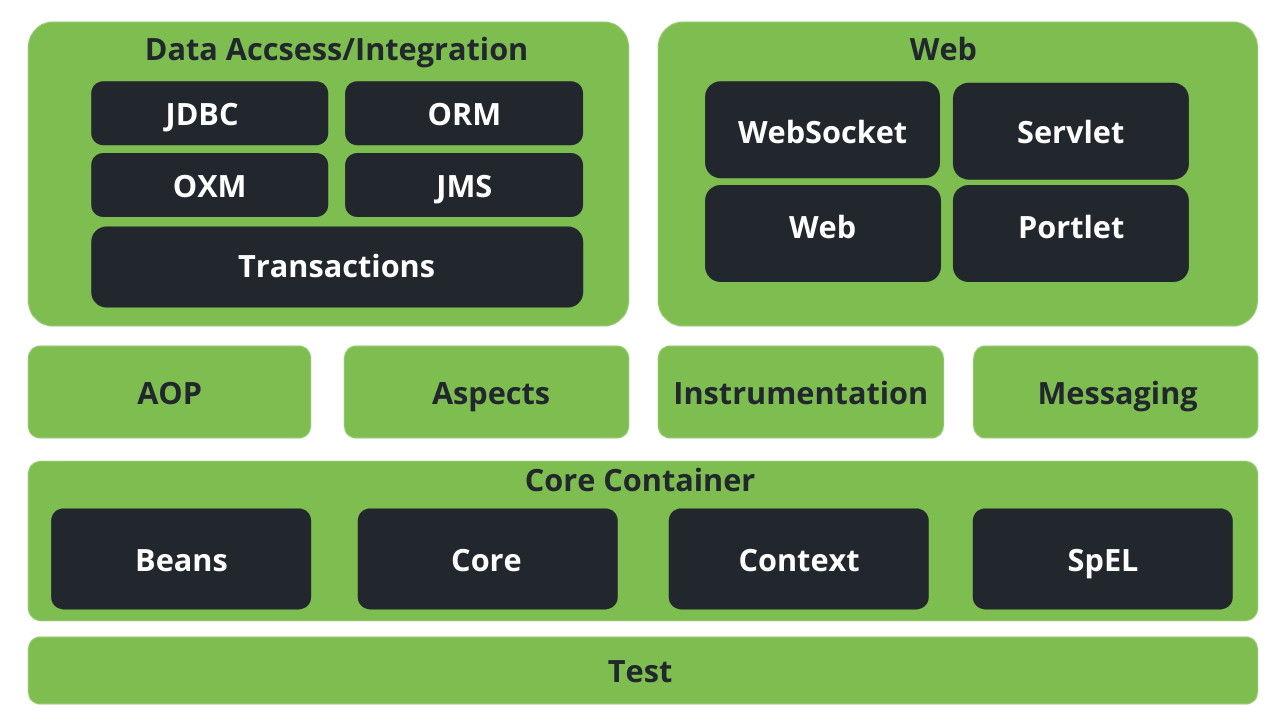 Data Accsess/Integration
JDBC
ORM
OXM
JMS
Transactions
Web
WebSocket
Servlet
Web
Portlet
AOP
Aspects
Instrumentation
Messaging
Core Container
Beans
Core
Context
SpEL
Test